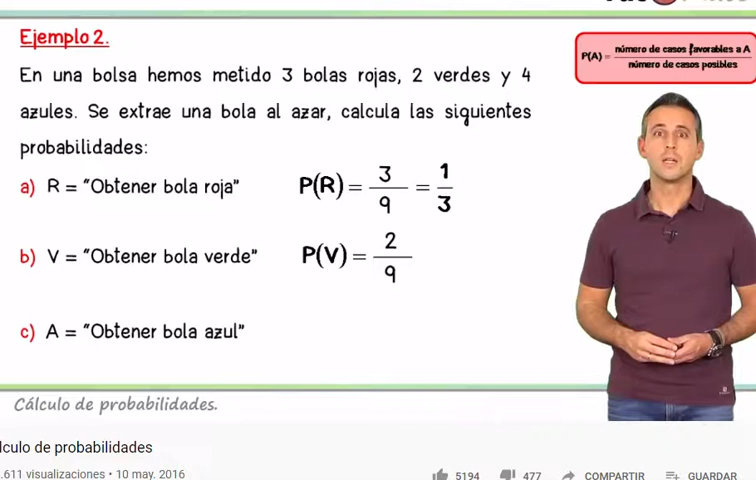 Ejemplo 2.
En una bolsa hemos metido 3 bolas rojas, 2 verdes y 4
azules. Se extrae una bola al azar, calcula las siguientes
probabilidades:
P(A) = número de casos favorables a A / número de casos posibles
a) R = "Obtener bola roja" P(R) = 3/9 = 1/3
b) V = "Obtener bola verde" P(V) = 2/9
c) A = "Obtener bola azul"
Cálculo de probabilidades.
lculo de probabilidades
.611 visualizaciones • 10 may. 2016 5194 477 COMPARTIR GUARDAR